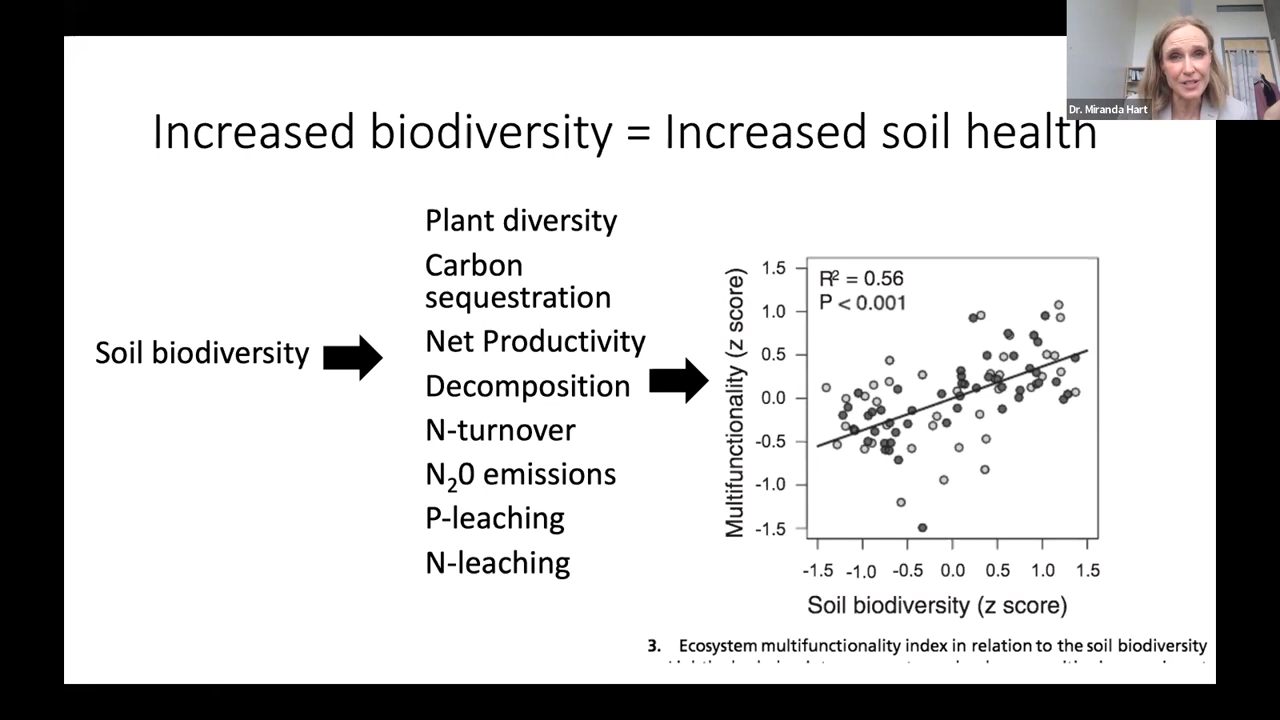 Dr. Miranda Hart
Increased biodiversity = Increased soil health
Soil biodiversity
Plant diversity
Carbon
sequestration
Net Productivity
Decomposition
N-turnover
N₂0 emissions
P-leaching
N-leaching
R² = 0.56
P < 0.001
Multifunctionality (z score)
1.5
1.0
0.5
0.0
-0.5
-1.0
-1.5
-1.5 -1.0 -0.5 0.0 0.5 1.0 1.5
Soil biodiversity (z score)
3. Ecosystem multifunctionality index in relation to the soil biodiversity